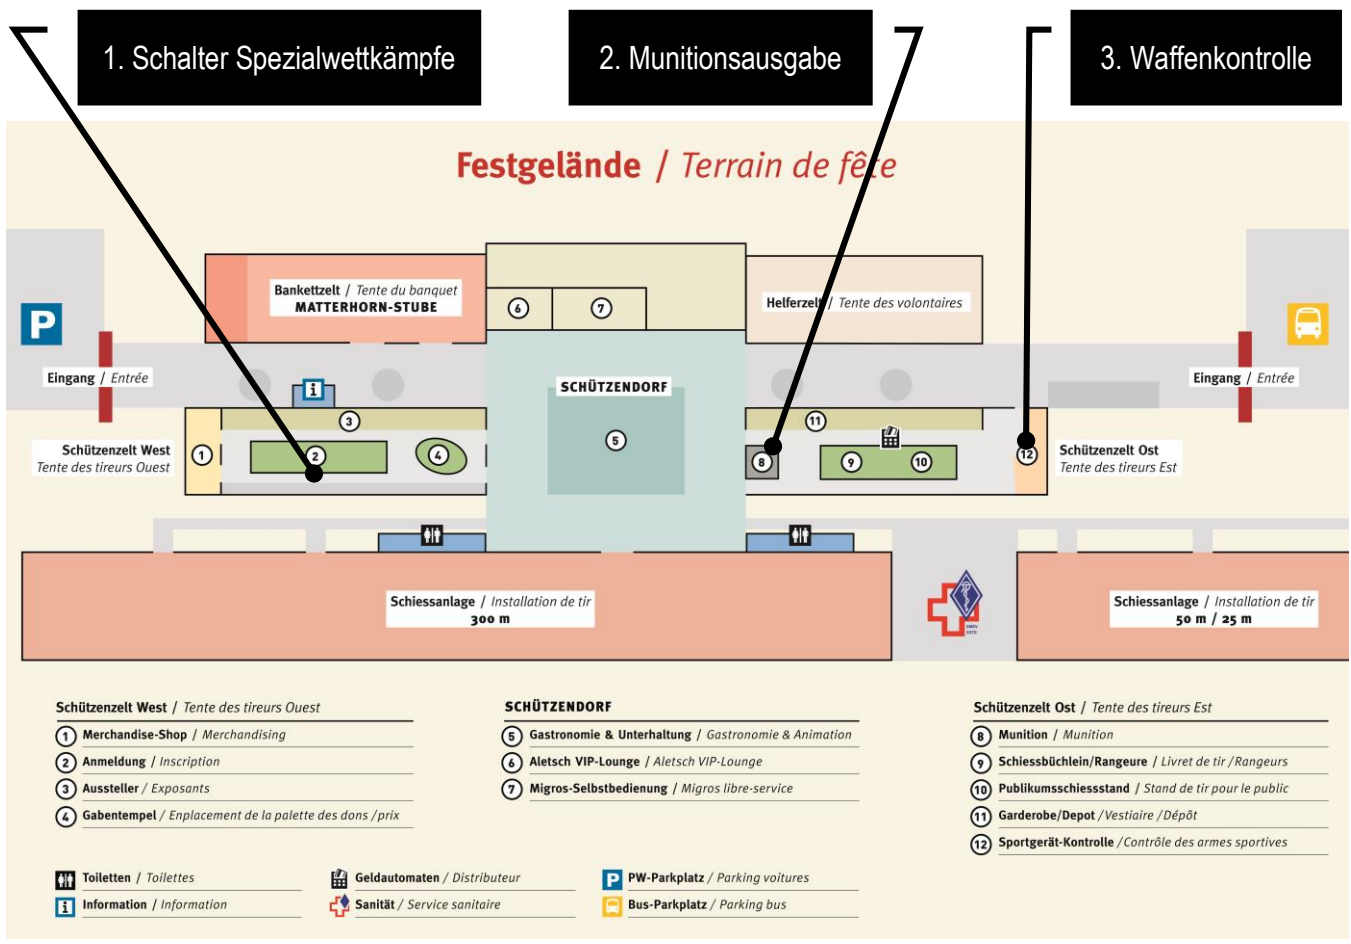 1. Schalter Spezialwettkämpfe
2. Munitionsausgabe
3. Waffenkontrolle
Festgelände / Terrain de fête
Bankettzelt / Tente du banquet
MATTERHORN-STUBE
6
7
Helferzelt / Tente des volontaires
P
Eingang / Entrée
i
SCHÜTZENDORF
Eingang / Entrée
Schützenzelt West
Tente des tireurs Ouest
1
2
3
4
5
8
9
10
11
12
Schützenzelt Ost
Tente des tireurs Est
Schiessanlage / Installation de tir
300 m
Schiessanlage / Installation de tir
50 m / 25 m
Schützenzelt West / Tente des tireurs Ouest
1 Merchandise-Shop / Merchandising
2 Anmeldung / Inscription
3 Aussteller / Exposants
4 Gabentempel / Enplacement de la palette des dons /prix
SCHÜTZENDORF
5 Gastronomie & Unterhaltung / Gastronomie & Animation
6 Aletsch VIP-Lounge / Aletsch VIP-Lounge
7 Migros-Selbstbedienung / Migros libre-service
Schützenzelt Ost / Tente des tireurs Est
8 Munition / Munition
9 Schiessbüchlein/Rangeure / Livret de tir /Rangeurs
10 Publikumsschiessstand / Stand de tir pour le public
11 Garderobe/Depot /Vestiaire /Dépôt
12 Sportgerät-Kontrolle /Contrôle des armes sportives
Toiletten / Toilettes
i Information / Information
Geldautomaten / Distributeur
Sanität / Service sanitaire
P PW-Parkplatz / Parking voitures
Bus-Parkplatz / Parking bus